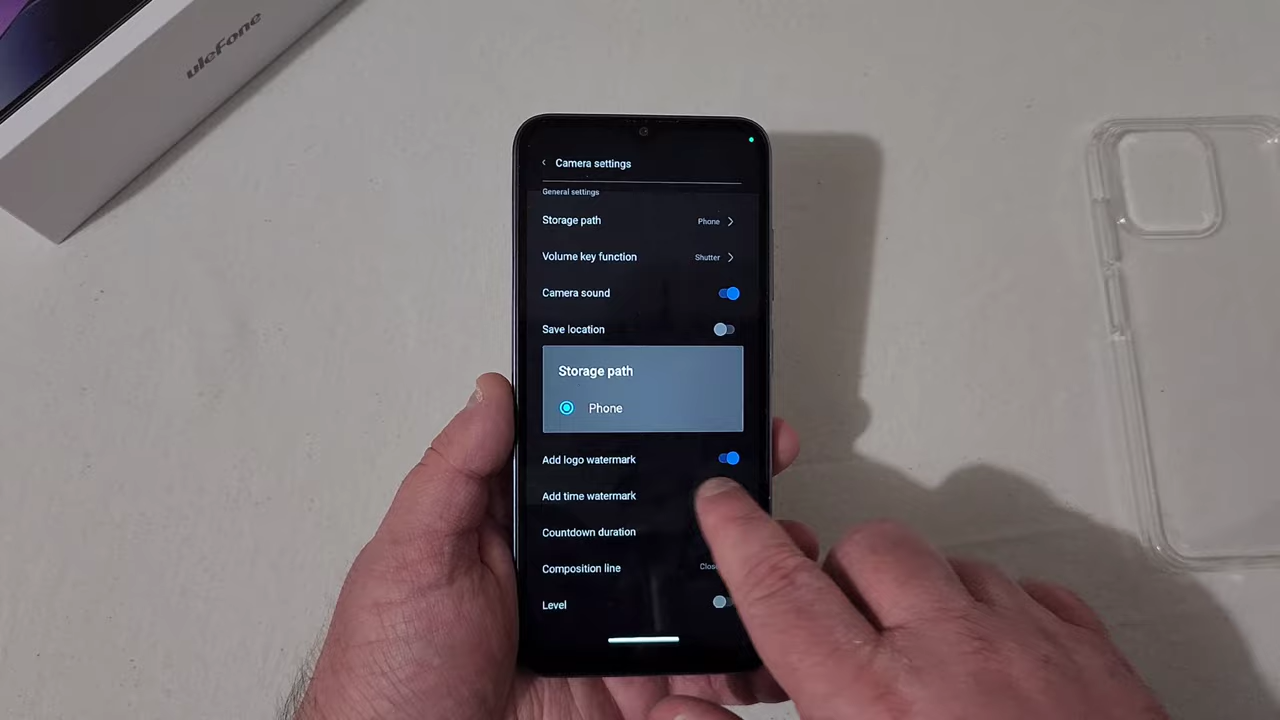 ulefone
Camera settings
General settings
Storage path Phone
Volume key function Shutter
Camera sound
Save location
Storage path
Phone
Add logo watermark
Add time watermark
Countdown duration
Composition line
Level